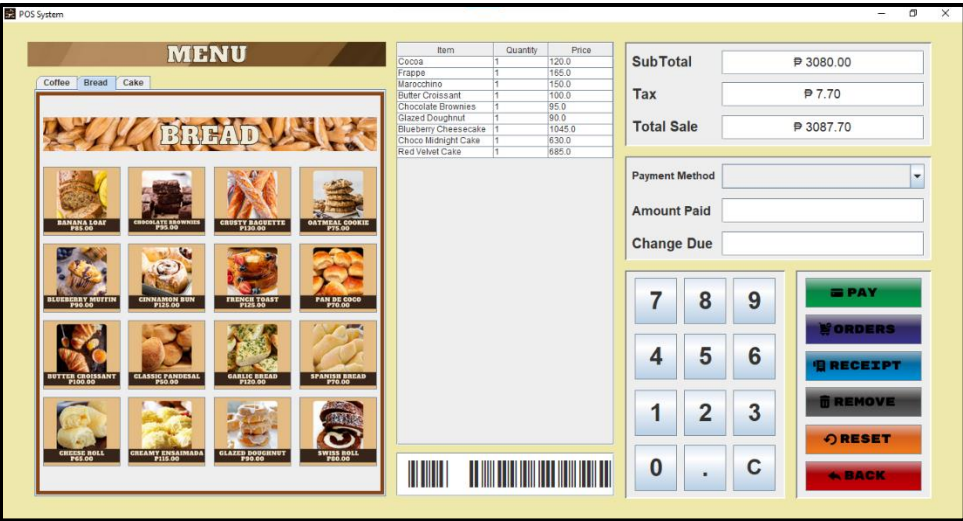 POS System
MENU
Coffee Bread Cake
BREAD
BANANA LOAF
P85.00
CHOCOLATE BROWNIES
P95.00
CRUSTY BAGUETTE
P130.00
OATMEAL COOKIE
P75.00
BLUEBERRY MUFFIN
P90.00
CINNAMON BUN
P125.00
FRENCH TOAST
P125.00
PAN DE COCO
P70.00
BUTTER CROISSANT
P100.00
CLASSIC PANDESAL
P50.00
GARLIC BREAD
P120.00
SPANISH BREAD
P70.00
CHEESE ROLL
P65.00
CREAMY ENSAIMADA
P115.00
GLAZED DOUGHNUT
P90.00
SWISS ROLL
P80.00
Item Quantity Price
Cocoa 1 120.0
Frappe 1 165.0
Marocchino 1 150.0
Butter Croissant 1 100.0
Chocolate Brownies 1 95.0
Glazed Doughnut 1 90.0
Blueberry Cheesecake 1 1045.0
Choco Midnight Cake 1 630.0
Red Velvet Cake 1 685.0
SubTotal ₱ 3080.00
Tax ₱ 7.70
Total Sale ₱ 3087.70
Payment Method
Amount Paid
Change Due
7 8 9
4 5 6
1 2 3
0 . C
PAY
ORDERS
RECEIPT
REMOVE
RESET
BACK